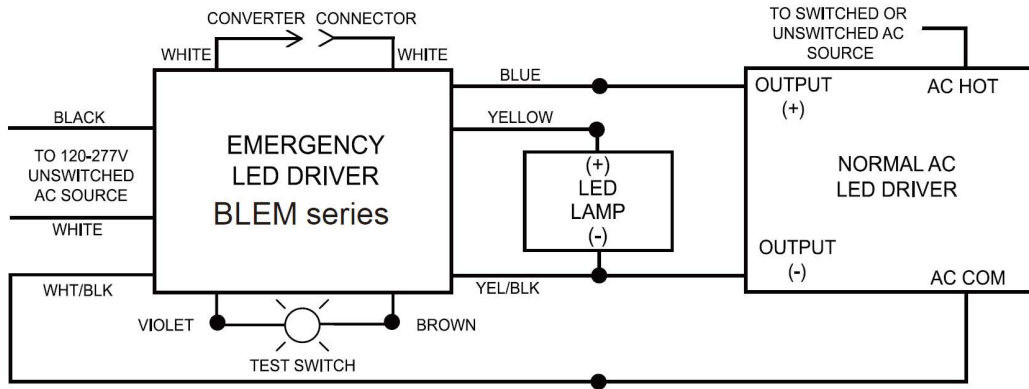 CONVERTER CONNECTOR
WHITE WHITE
TO SWITCHED OR
UNSWITCHED AC
SOURCE
BLACK
TO 120-277V
UNSWITCHED
AC SOURCE
WHITE
WHT/BLK
EMERGENCY
LED DRIVER
BLEM series
BLUE
YELLOW
(+)
LED
LAMP
(-)
YEL/BLK
OUTPUT
(+)
AC HOT
NORMAL AC
LED DRIVER
OUTPUT
(-)
AC COM
VIOLET
BROWN
TEST SWITCH